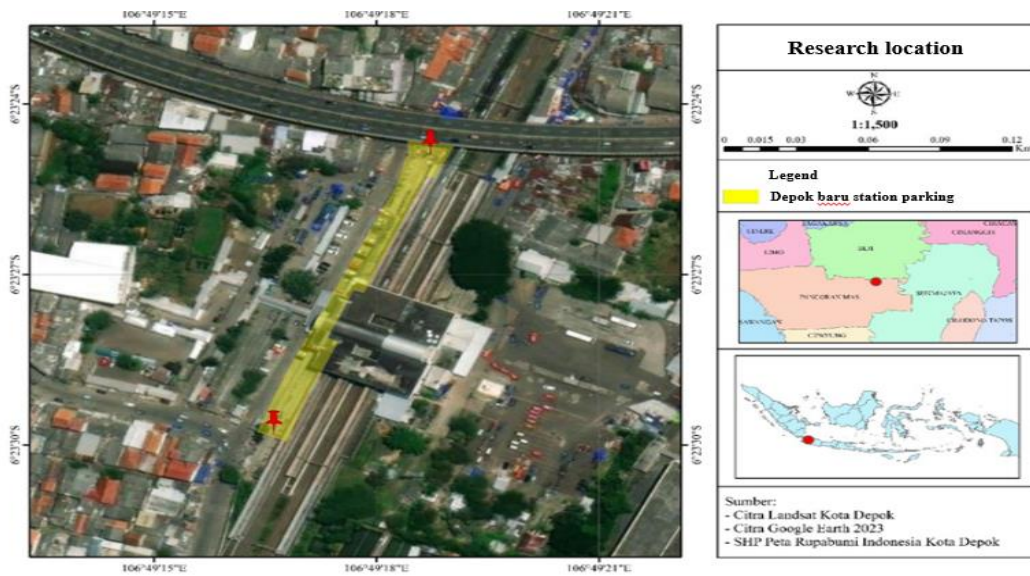 106°49'15"E 106°49'18"E 106°49'21"E
6°23'24"S 6°23'24"S
6°23'27"S 6°23'27"S
6°23'30"S 6°23'30"S
106°49'15"E 106°49'18"E 106°49'21"E
Research location
N
W E
S
1:1,500
0 0.015 0.03 0.06 0.09 0.12
Km
Legend
Depok baru station parking
BEJI
PANCORAN MAS
CIPAYUNG
Sumber:
- Citra Landsat Kota Depok
- Citra Google Earth 2023
- SHP Peta Rupabumi Indonesia Kota Depok